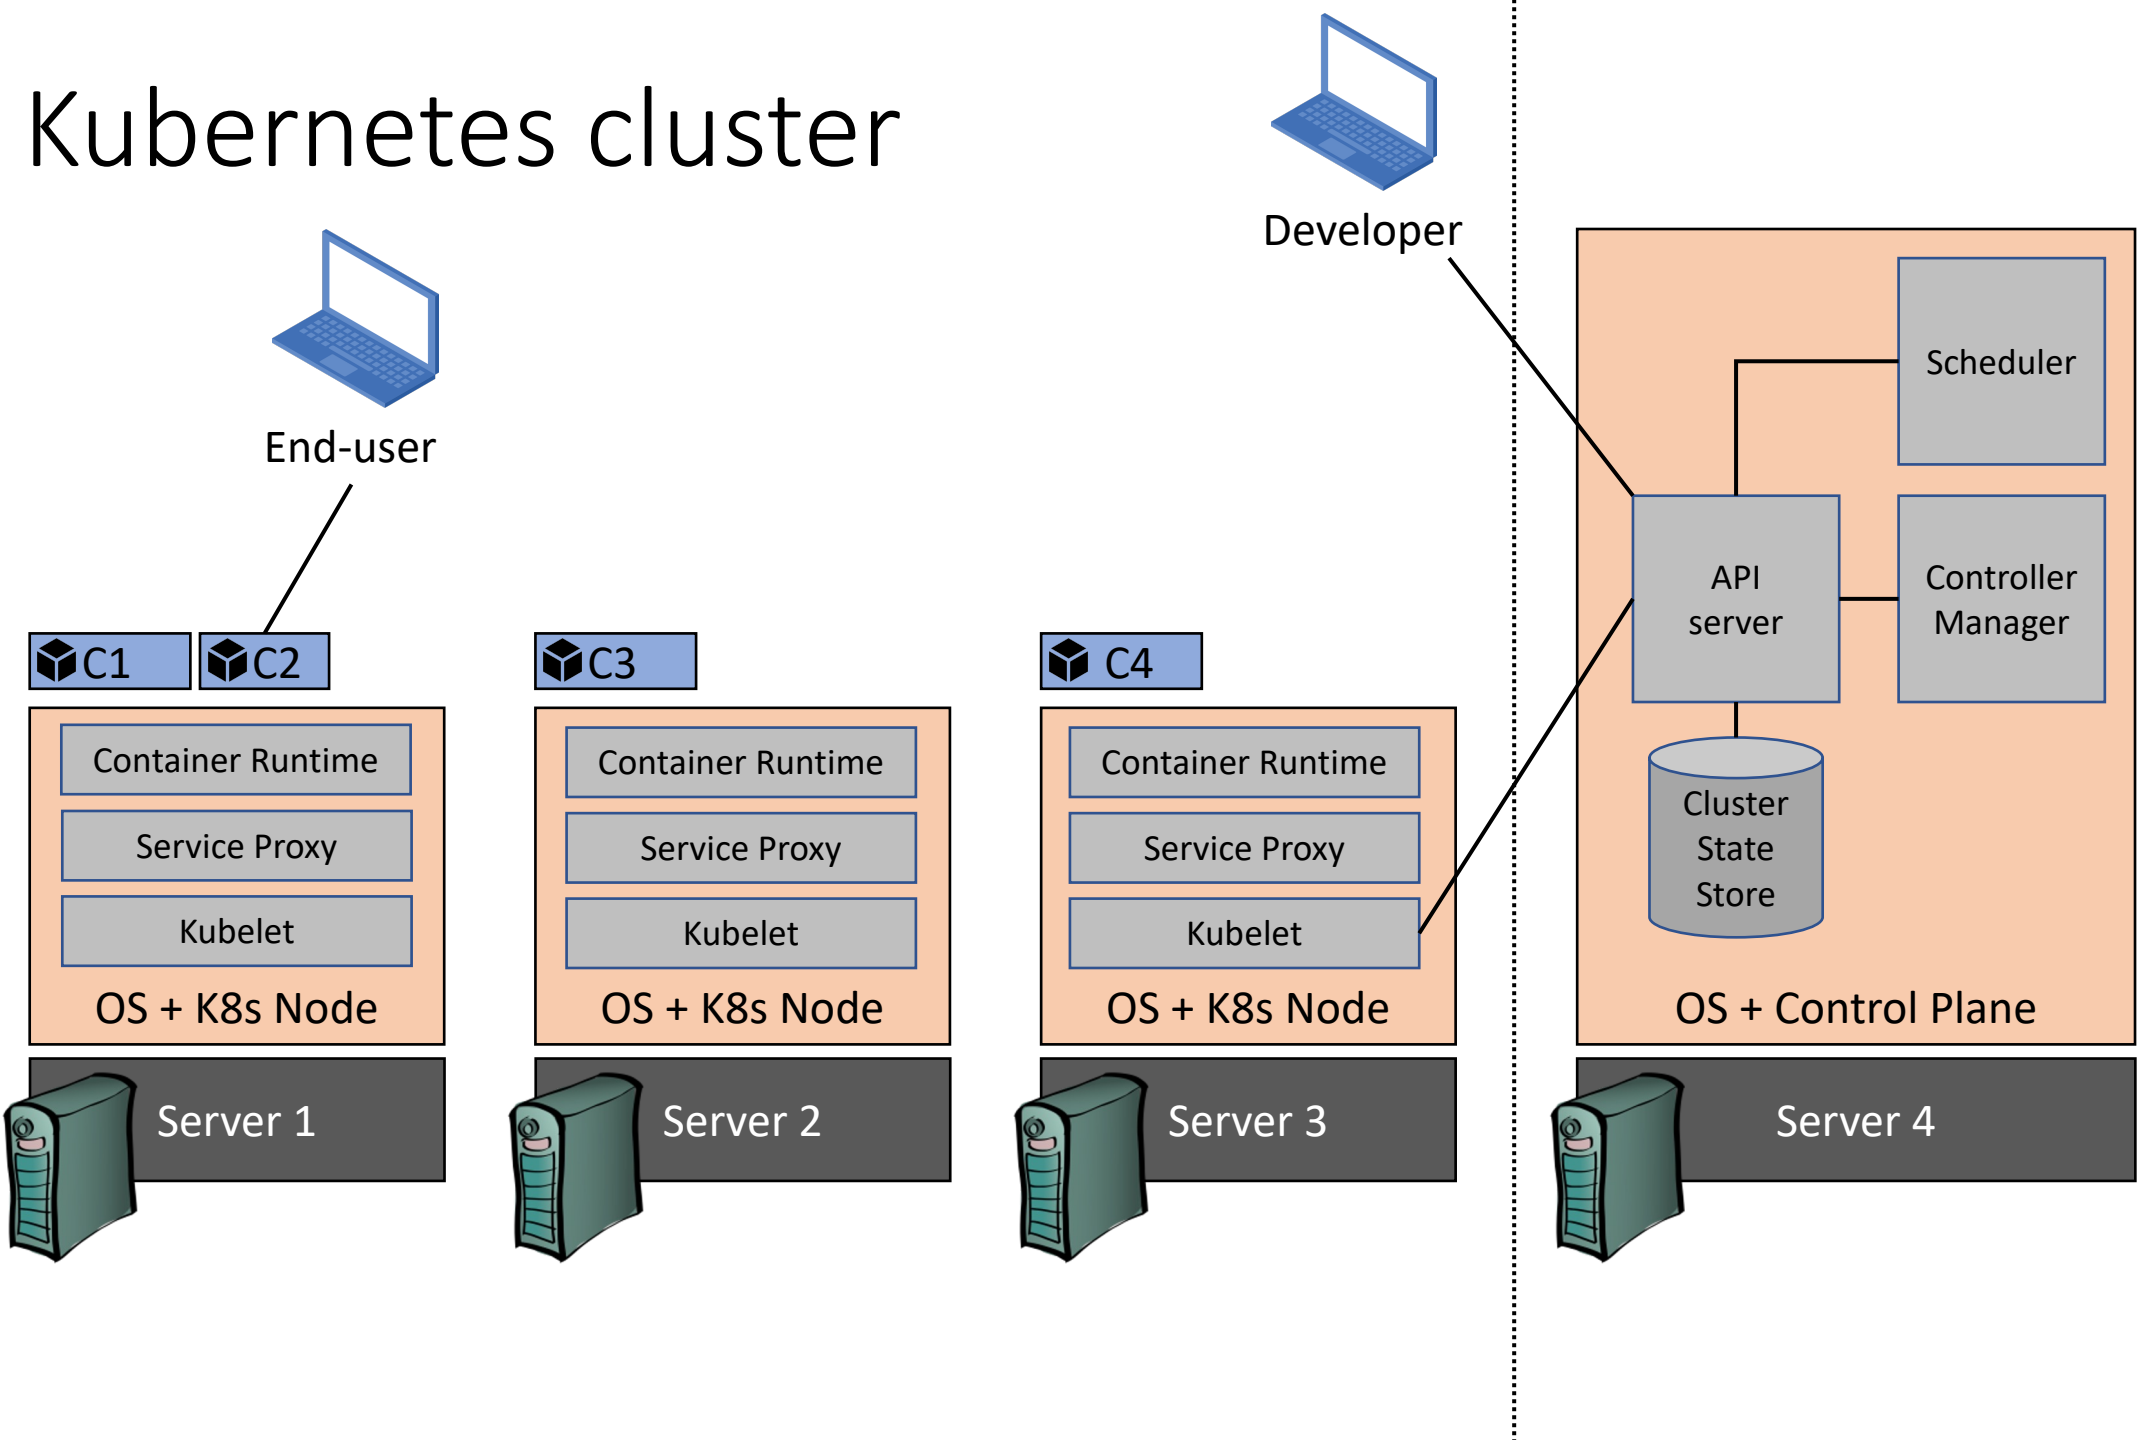 Kubernetes cluster
Developer
End-user
C1
C2
C3
C4
Container Runtime
Service Proxy
Kubelet
OS + K8s Node
Server 1
Container Runtime
Service Proxy
Kubelet
OS + K8s Node
Server 2
Container Runtime
Service Proxy
Kubelet
OS + K8s Node
Server 3
Scheduler
API
server
Controller
Manager
Cluster
State
Store
OS + Control Plane
Server 4